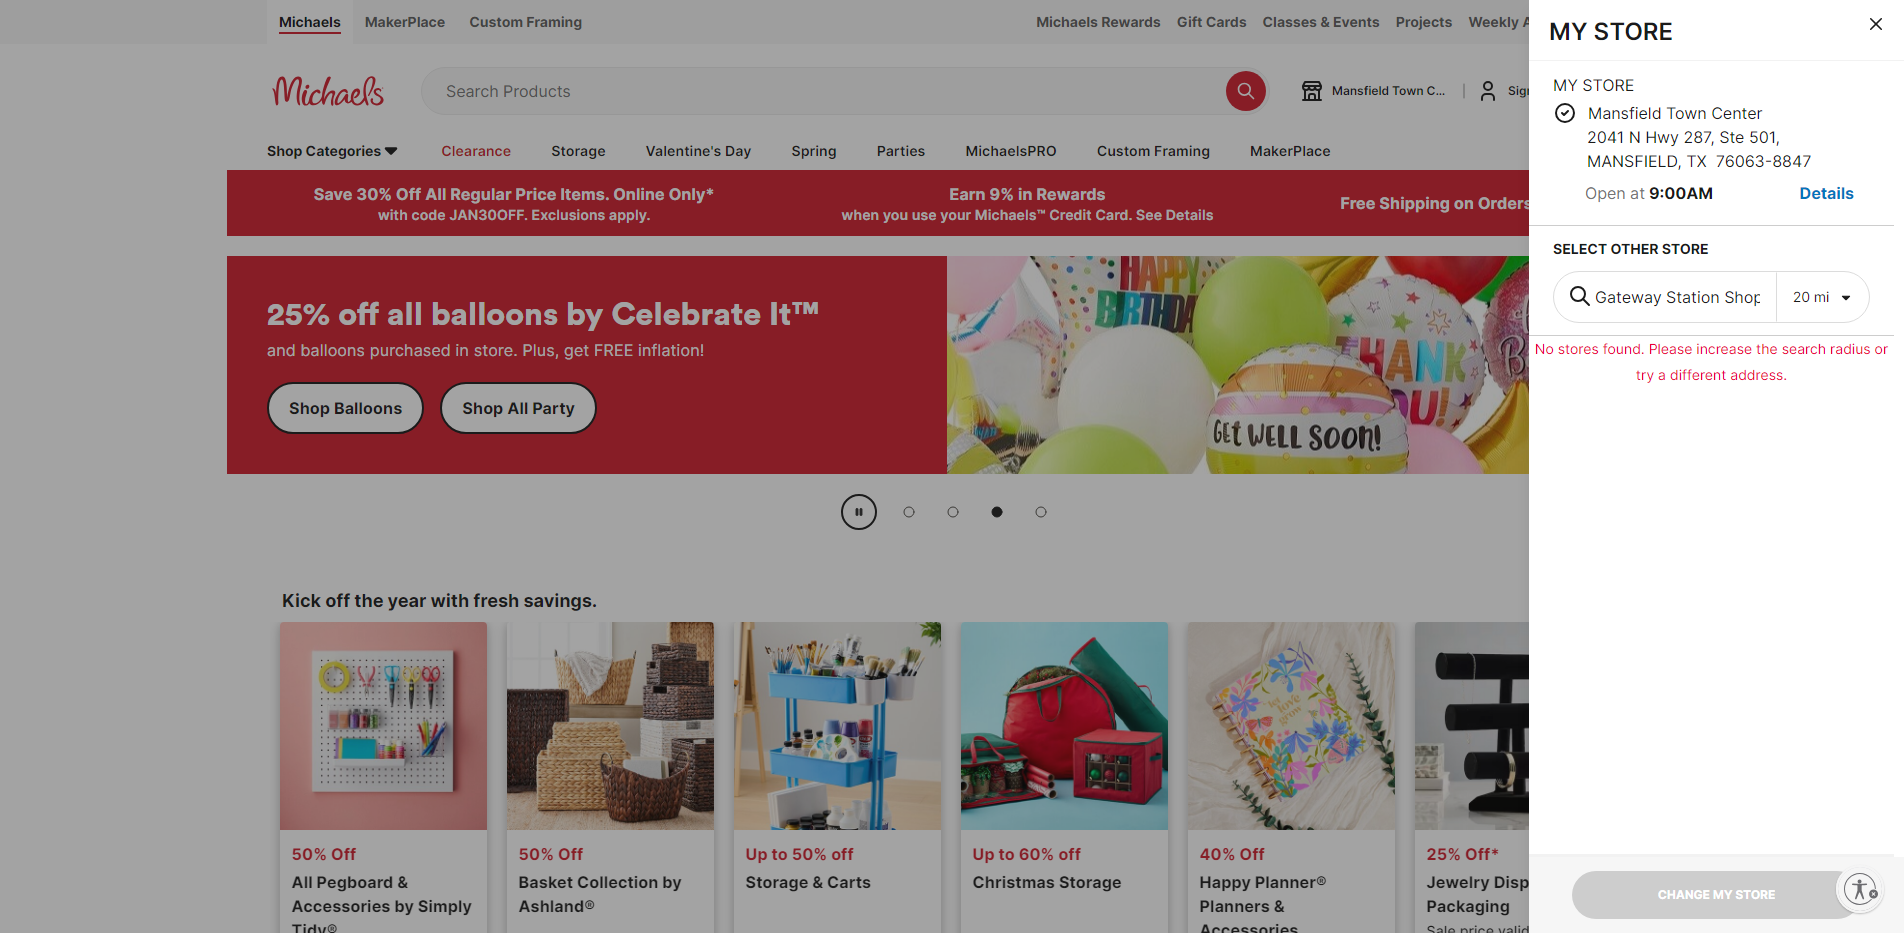 Michaels
MakerPlace
Custom Framing
Michaels Rewards
Gift Cards
Classes & Events
Projects
Weekly
Michaels
Search Products
Mansfield Town C...
Sign
Shop Categories
Clearance
Storage
Valentine's Day
Spring
Parties
MichaelsPRO
Custom Framing
MakerPlace
Save 30% Off All Regular Price Items. Online Only*
with code JAN30OFF. Exclusions apply.
Earn 9% in Rewards
when you use your Michaels™ Credit Card. See Details
Free Shipping on Orders
25% off all balloons by Celebrate It™
and balloons purchased in store. Plus, get FREE inflation!
Shop Balloons
Shop All Party
HAPPY
BIRTHDA
THANK
YOU!
GET WELL SOON!
Kick off the year with fresh savings.
50% Off
All Pegboard &
Accessories by Simply
Tidy®
50% Off
Basket Collection by
Ashland®
Up to 50% off
Storage & Carts
Up to 60% off
Christmas Storage
40% Off
Happy Planner®
Planners &
Accessories
25% Off*
Jewelry Disp
Packaging
Sale price valid
MY STORE
MY STORE
Mansfield Town Center
2041 N Hwy 287, Ste 501,
MANSFIELD, TX 76063-8847
Open at 9:00AM
Details
SELECT OTHER STORE
Gateway Station Shop
20 mi
No stores found. Please increase the search radius or
try a different address.
CHANGE MY STORE